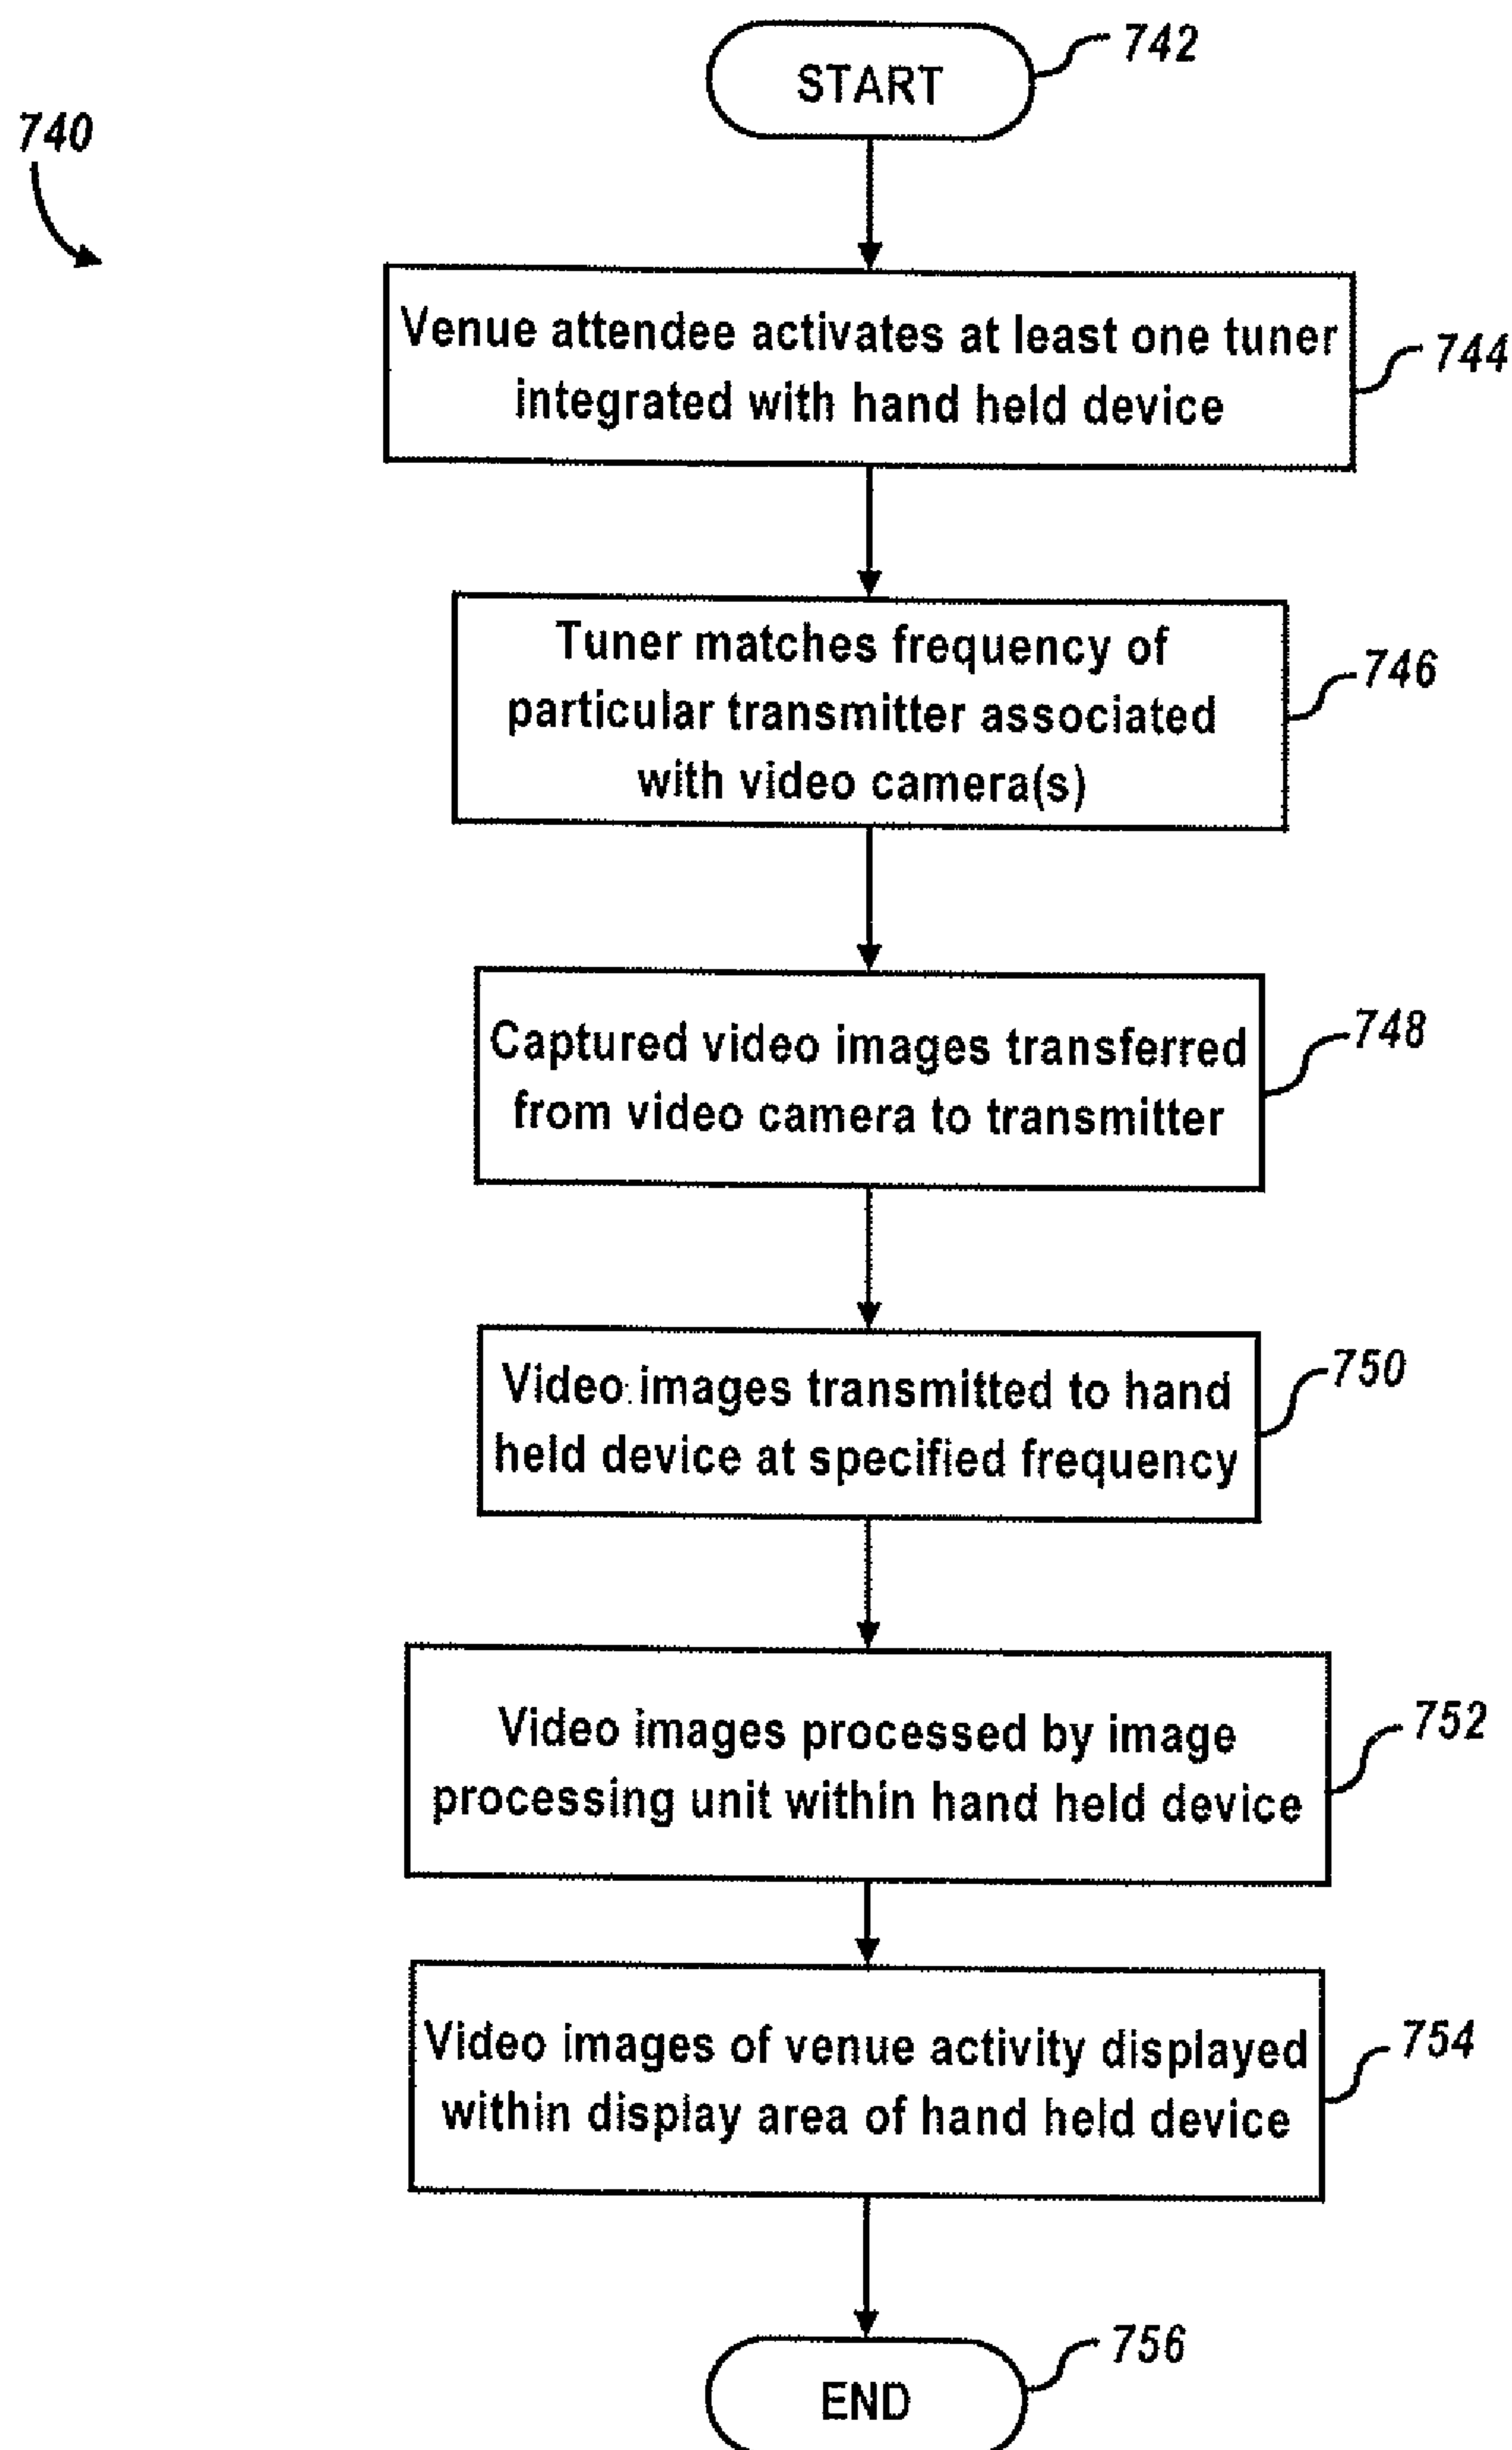 742
START
740
Venue attendee activates at least one tuner
integrated with hand held device
744
Tuner matches frequency of
particular transmitter associated
with video camera(s)
746
Captured video images transferred
from video camera to transmitter
748
Video images transmitted to hand
held device at specified frequency
750
Video images processed by image
processing unit within hand held device
752
Video images of venue activity displayed
within display area of hand held device
754
756
END